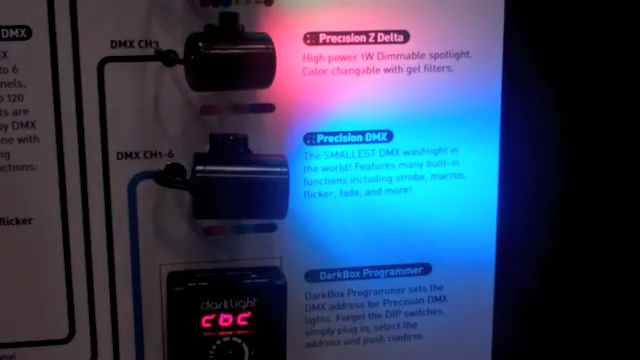 DMX
to 6
DMX CH7
Precision Z Delta
High power 1W Dimmable spotlight.
Color changable with gel filters.
DMX CH1-6
Precision DMX
The SMALLEST DMX washlight in
the world! Features many built-in
functions including strobe, macros,
flicker, fade, and more!
flicker
DarkBox Programmer
DarkBox Programmer sets the
DMX address for Precision DMX
lights. Forget the DIP switches,
simply plug in, select the
address and push confirm.
darklight